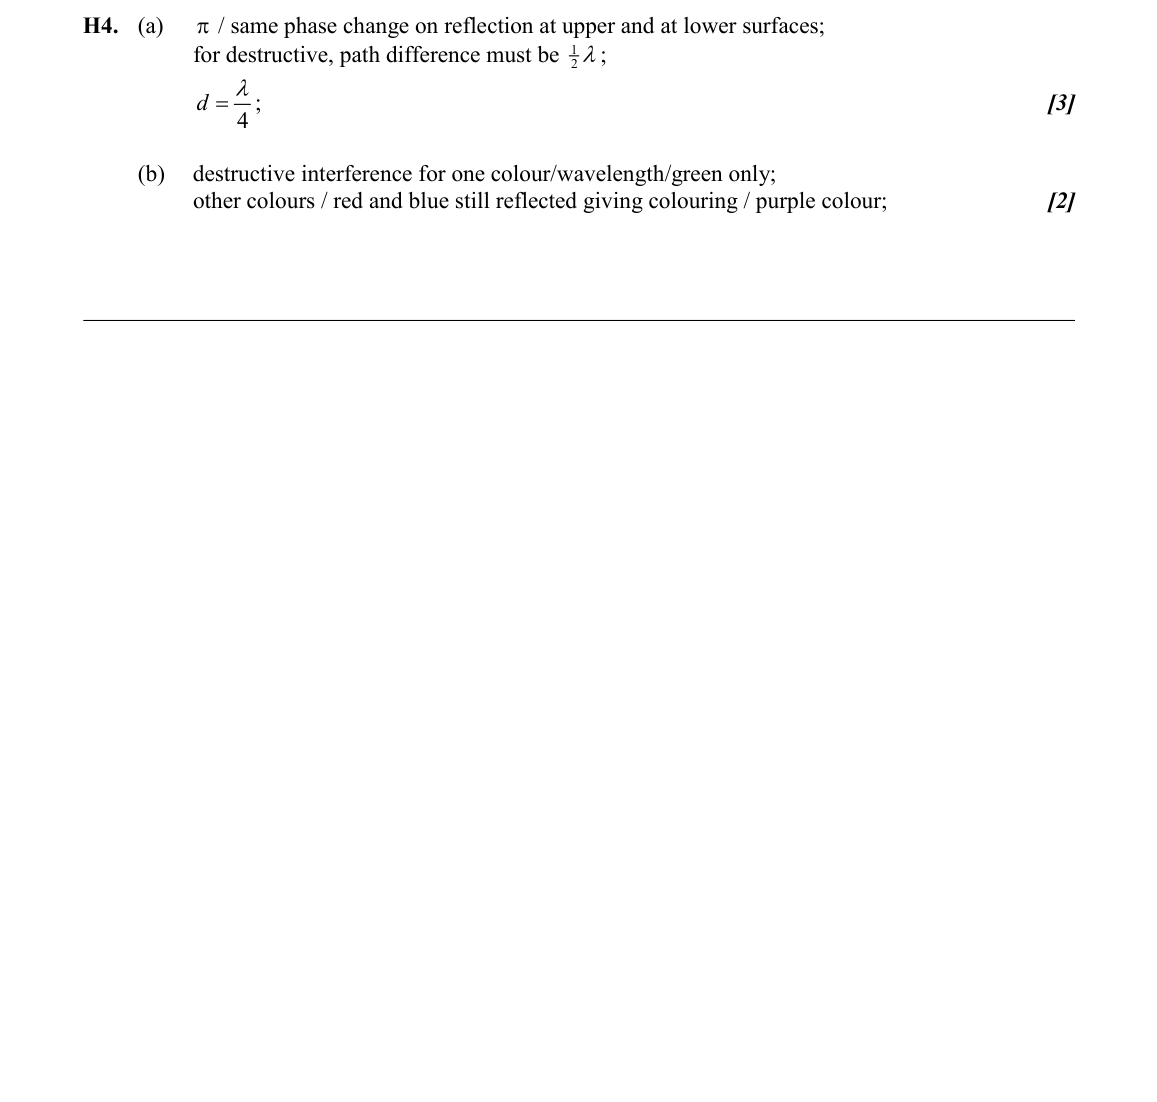 H4. (a) π / same phase change on reflection at upper and at lower surfaces;
for destructive, path difference must be ½λ;
d = λ/4; [3]
(b) destructive interference for one colour/wavelength/green only;
other colours / red and blue still reflected giving colouring / purple colour; [2]